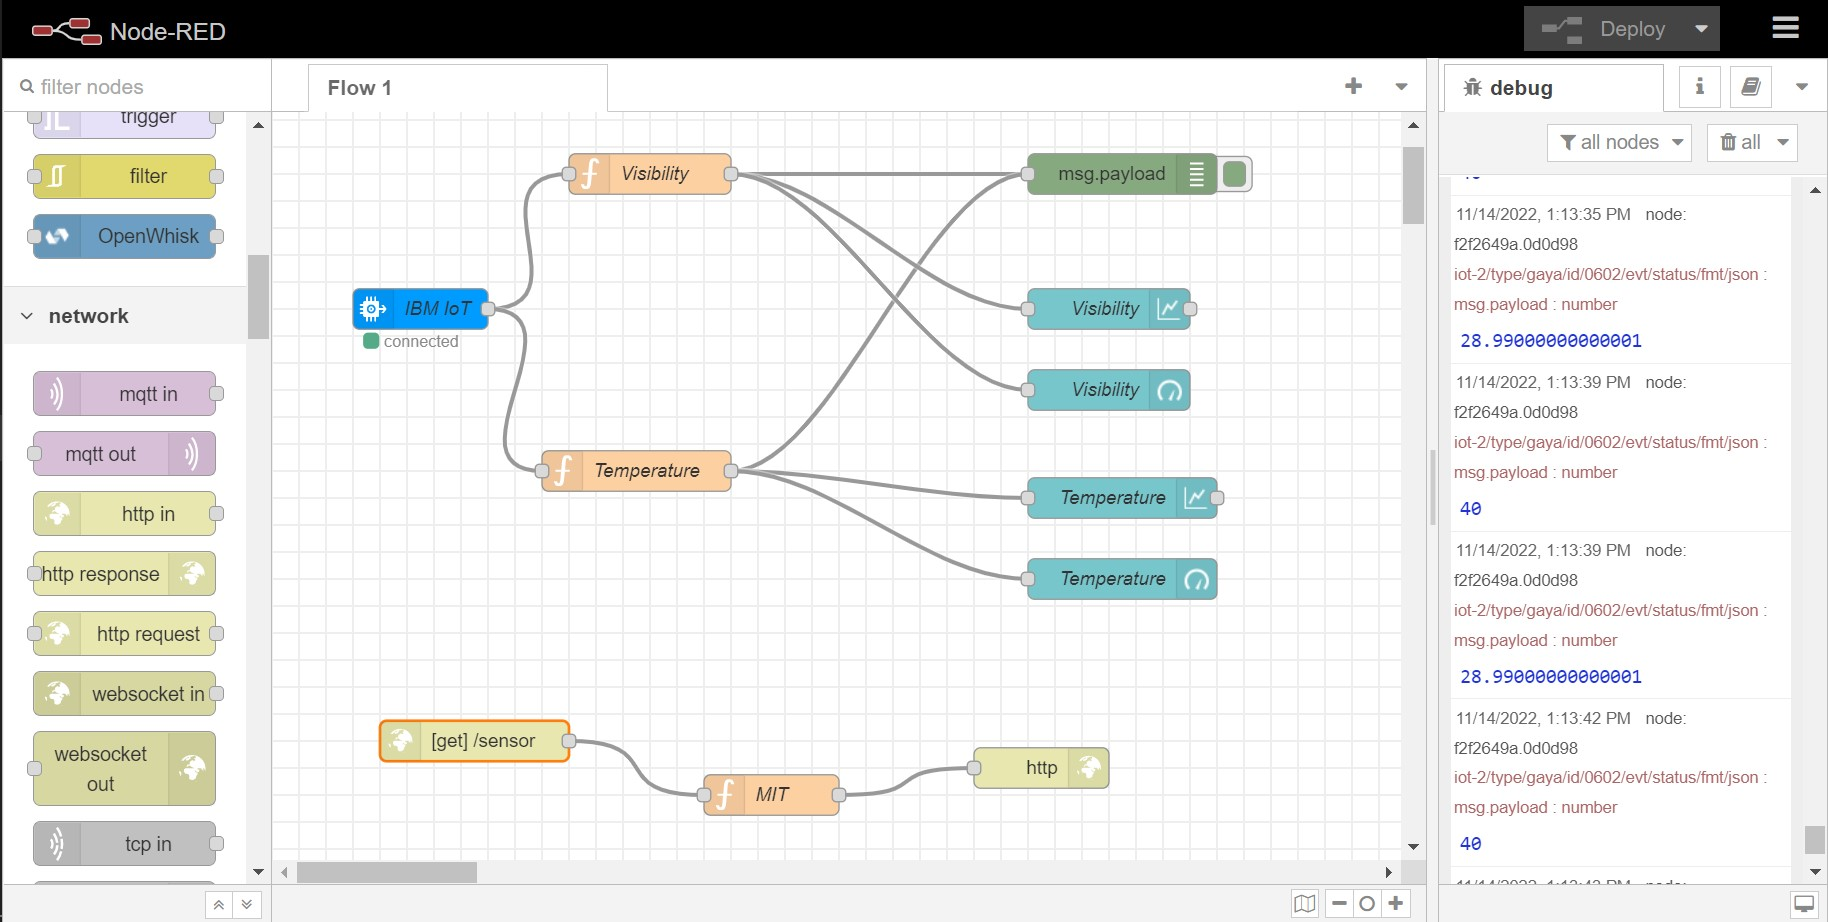 Node-RED
Deploy
filter nodes
Flow 1
debug
all nodes
all
trigger
filter
OpenWhisk
network
mqtt in
mqtt out
http in
http response
http request
websocket in
websocket
out
tcp in
Visibility
msg.payload
IBM IoT
connected
Visibility
Visibility
Temperature
Temperature
Temperature
[get] /sensor
MIT
http
11/14/2022, 1:13:35 PM node:
f2f2649a.0d0d98
iot-2/type/gaya/id/0602/evt/status/fmt/json :
msg.payload : number
28.99000000000001
11/14/2022, 1:13:39 PM node:
f2f2649a.0d0d98
iot-2/type/gaya/id/0602/evt/status/fmt/json :
msg.payload : number
40
11/14/2022, 1:13:39 PM node:
f2f2649a.0d0d98
iot-2/type/gaya/id/0602/evt/status/fmt/json :
msg.payload : number
28.99000000000001
11/14/2022, 1:13:42 PM node:
f2f2649a.0d0d98
iot-2/type/gaya/id/0602/evt/status/fmt/json :
msg.payload : number
40